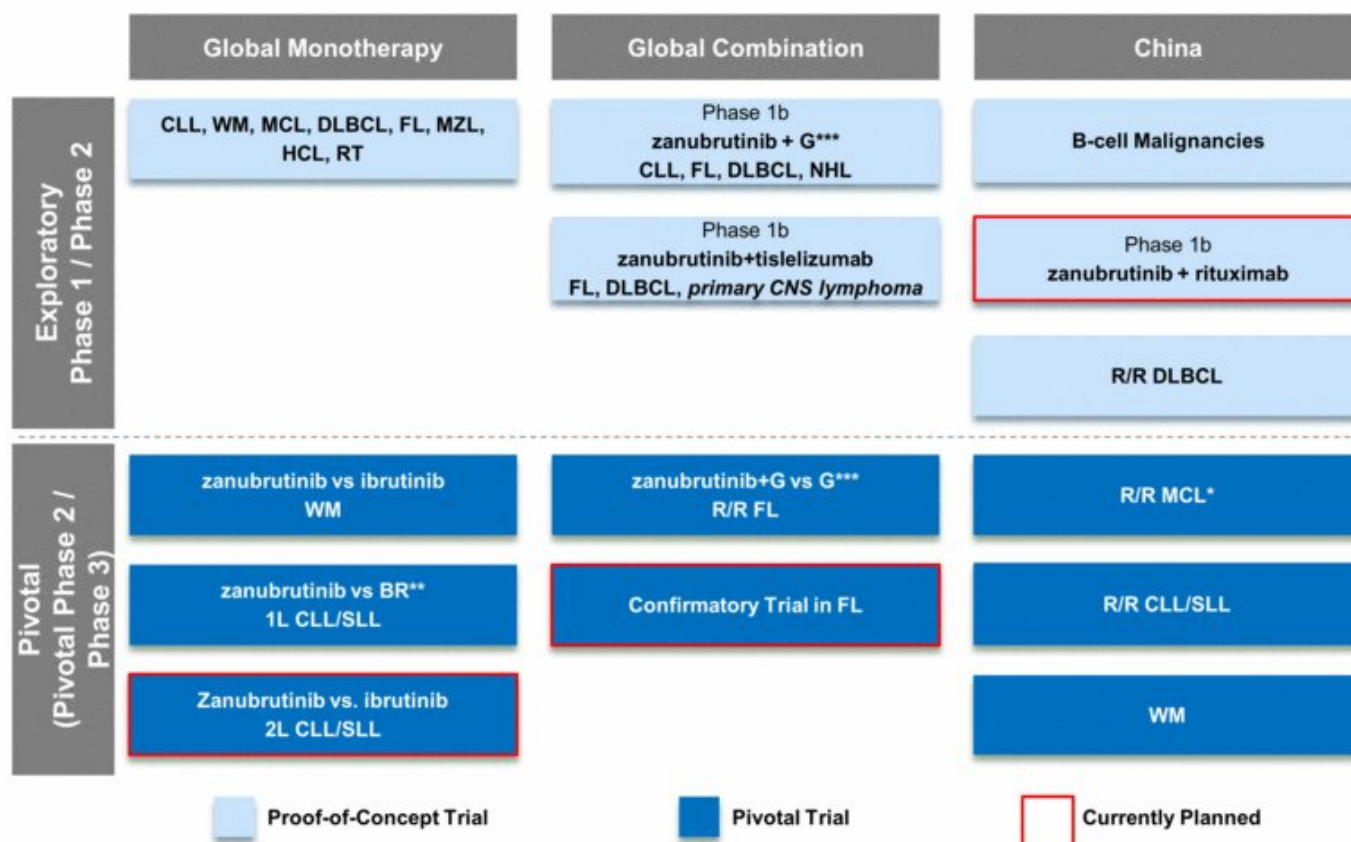 Global Monotherapy
Global Combination
China
Exploratory
Phase 1 / Phase 2
CLL, WM, MCL, DLBCL, FL, MZL,
HCL, RT
Phase 1b
zanubrutinib + G***
CLL, FL, DLBCL, NHL
B-cell Malignancies
Phase 1b
zanubrutinib+tislelizumab
FL, DLBCL, primary CNS lymphoma
Phase 1b
zanubrutinib + rituximab
R/R DLBCL
Pivotal
(Pivotal Phase 2 /
Phase 3)
zanubrutinib vs ibrutinib
WM
zanubrutinib+G vs G***
R/R FL
R/R MCL*
zanubrutinib vs BR**
1L CLL/SLL
Confirmatory Trial in FL
R/R CLL/SLL
Zanubrutinib vs. ibrutinib
2L CLL/SLL
WM
Proof-of-Concept Trial
Pivotal Trial
Currently Planned